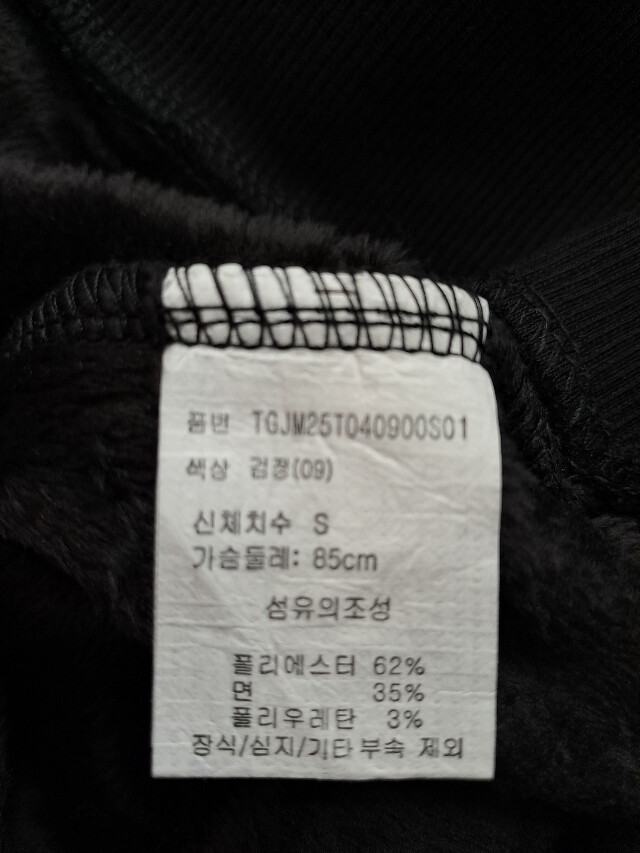 품번 TGJM25T040900S01
색상 검정(09)
신체치수 S
가슴둘레: 85cm
섬유의조성
폴리에스터 62%
면 35%
폴리우레탄 3%
장식/심지/기타 부속 제외